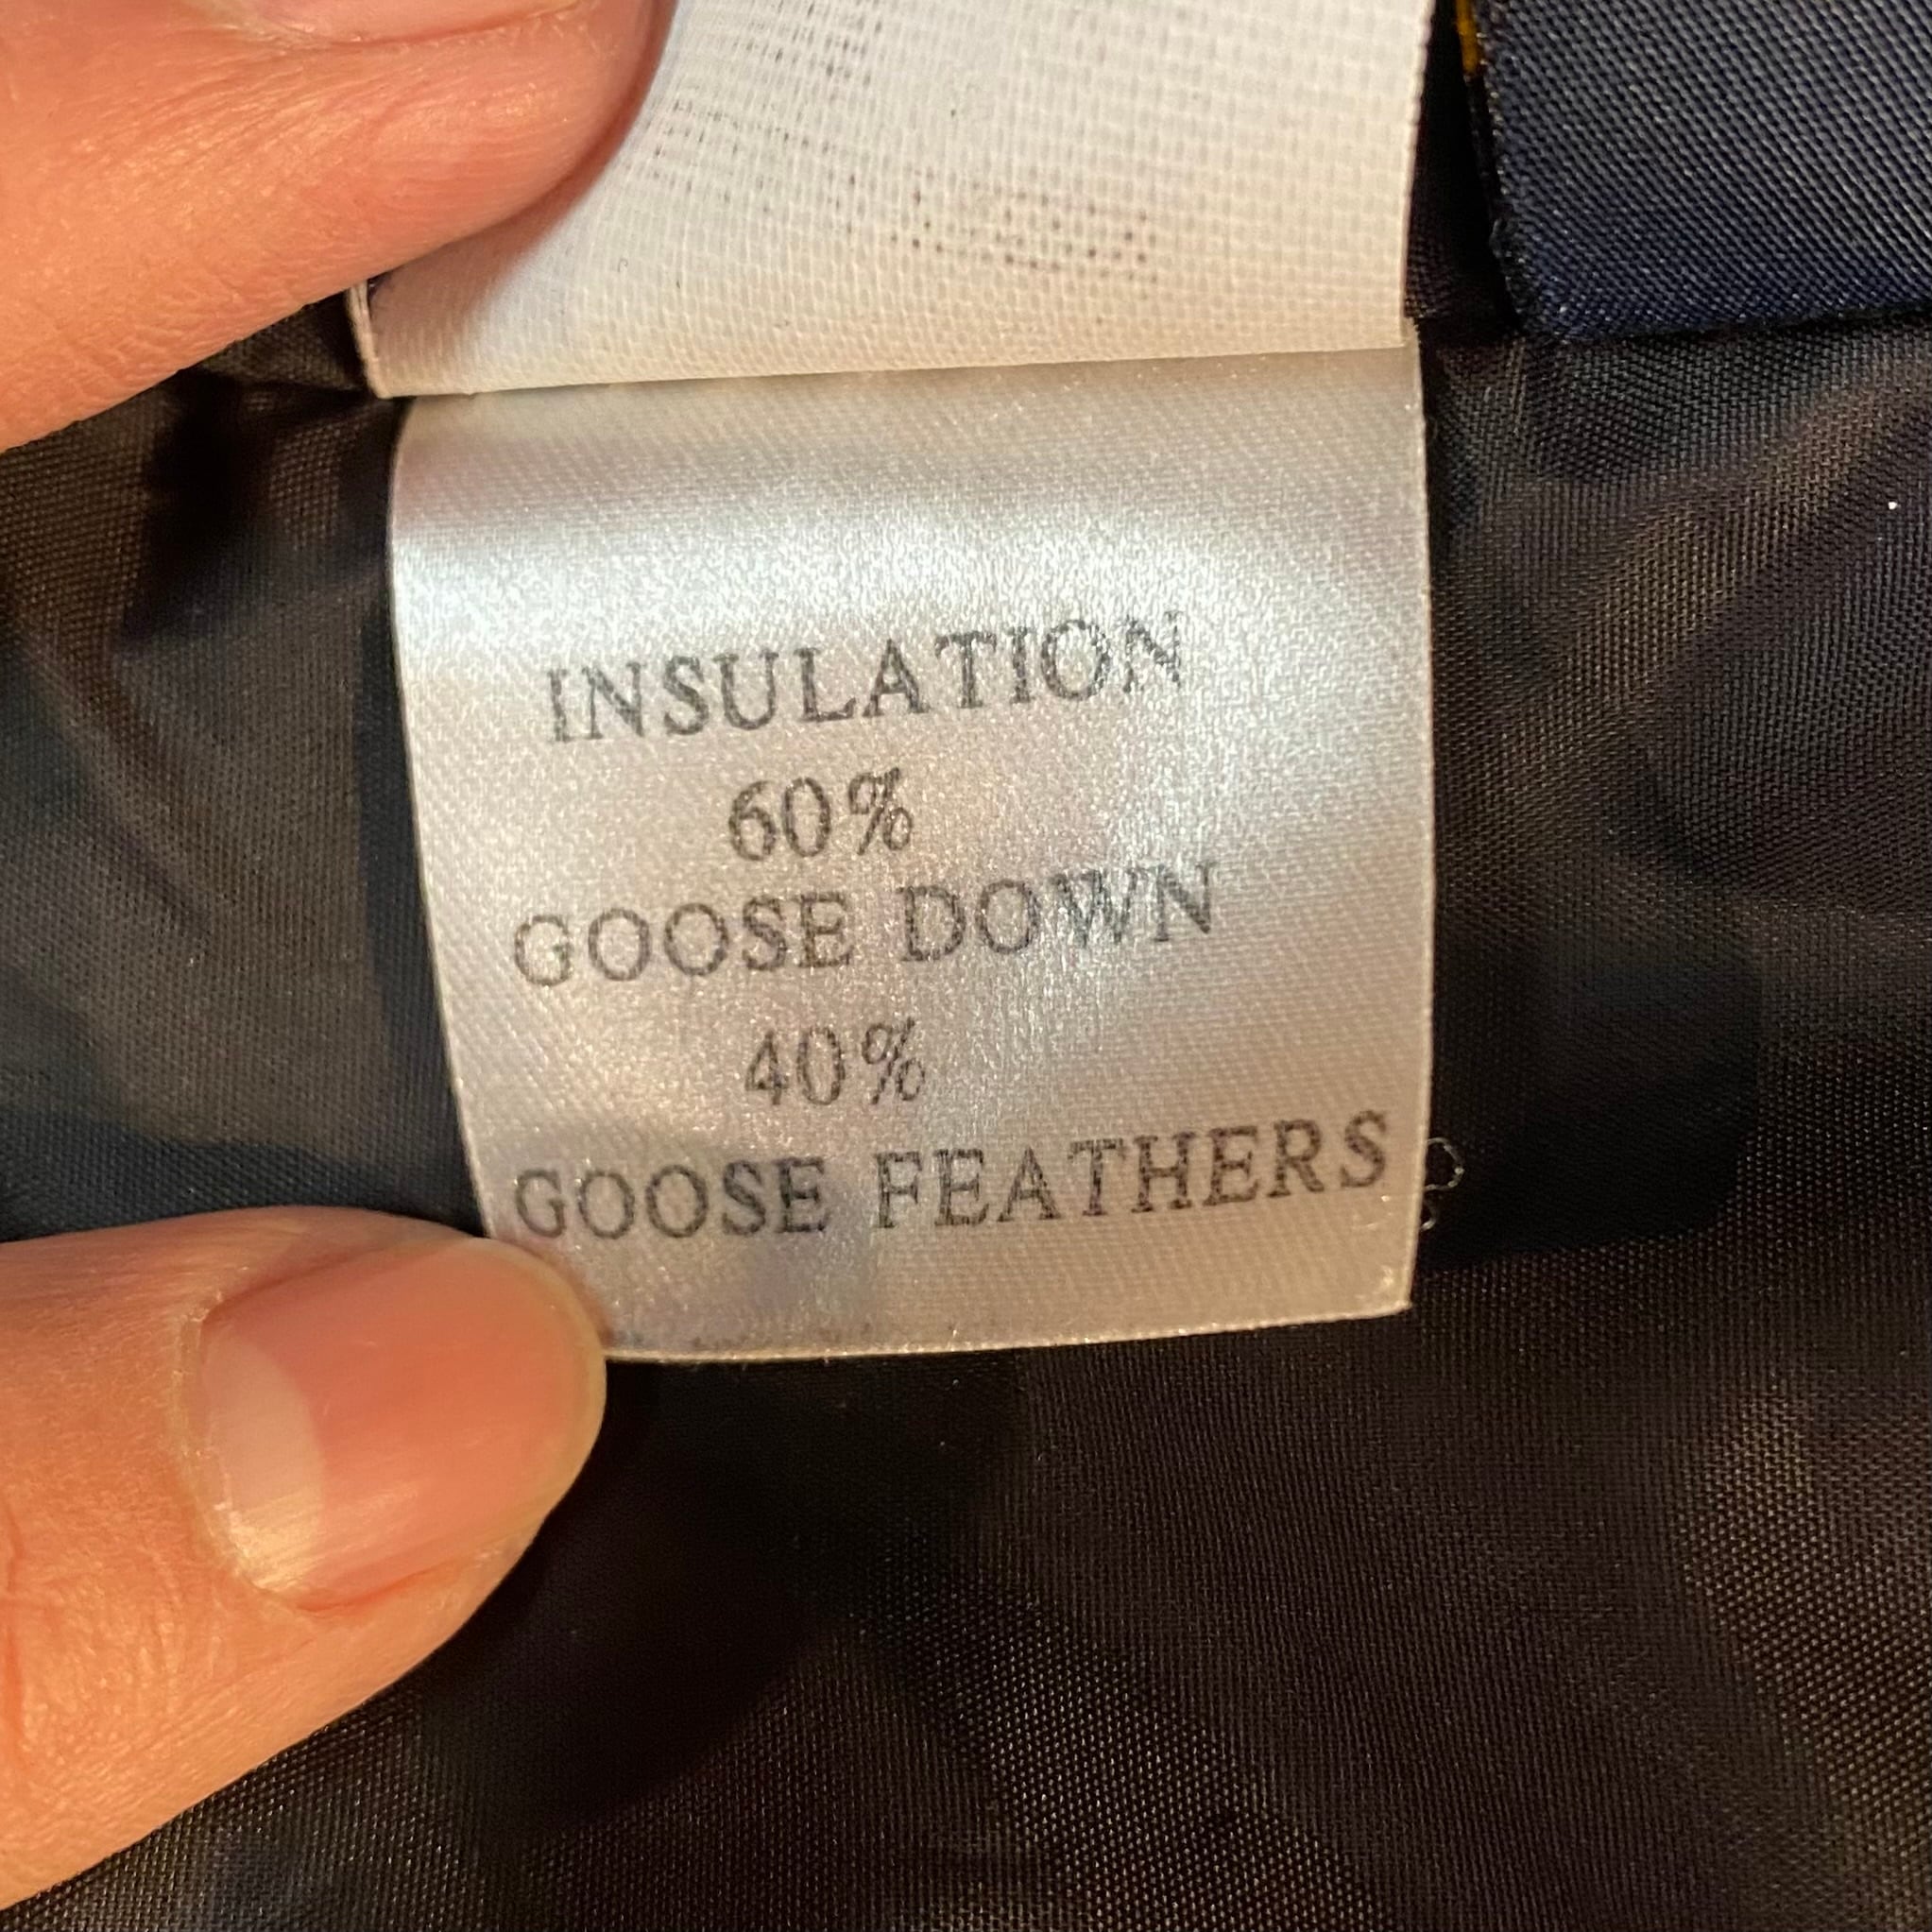 INSULATION
60%
GOOSE DOWN
40%
GOOSE FEATHERS